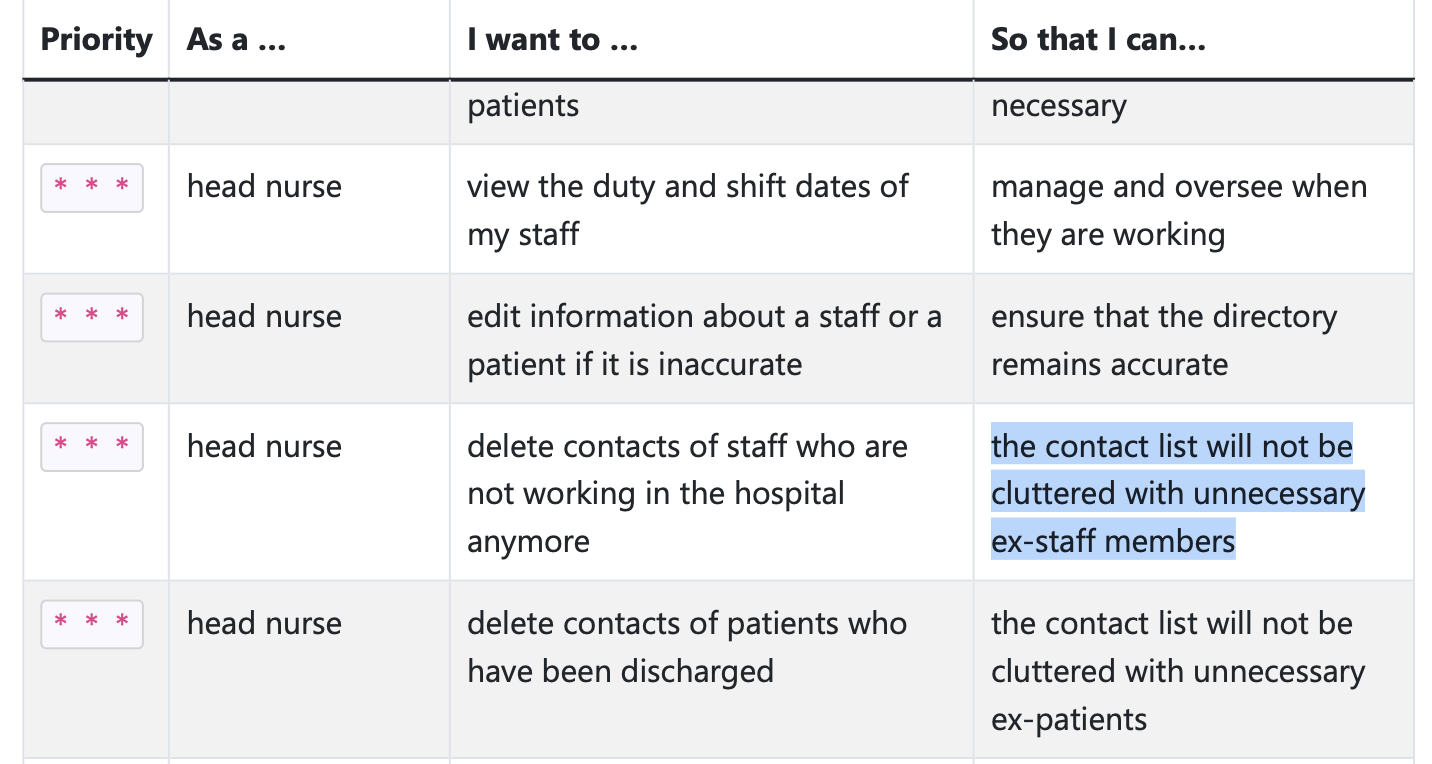 Priority As a ... I want to ... So that I can...
patients necessary
* * * head nurse view the duty and shift dates of manage and oversee when
my staff they are working
* * * head nurse edit information about a staff or a ensure that the directory
patient if it is inaccurate remains accurate
* * * head nurse delete contacts of staff who are the contact list will not be
not working in the hospital cluttered with unnecessary
anymore ex-staff members
* * * head nurse delete contacts of patients who the contact list will not be
have been discharged cluttered with unnecessary
ex-patients